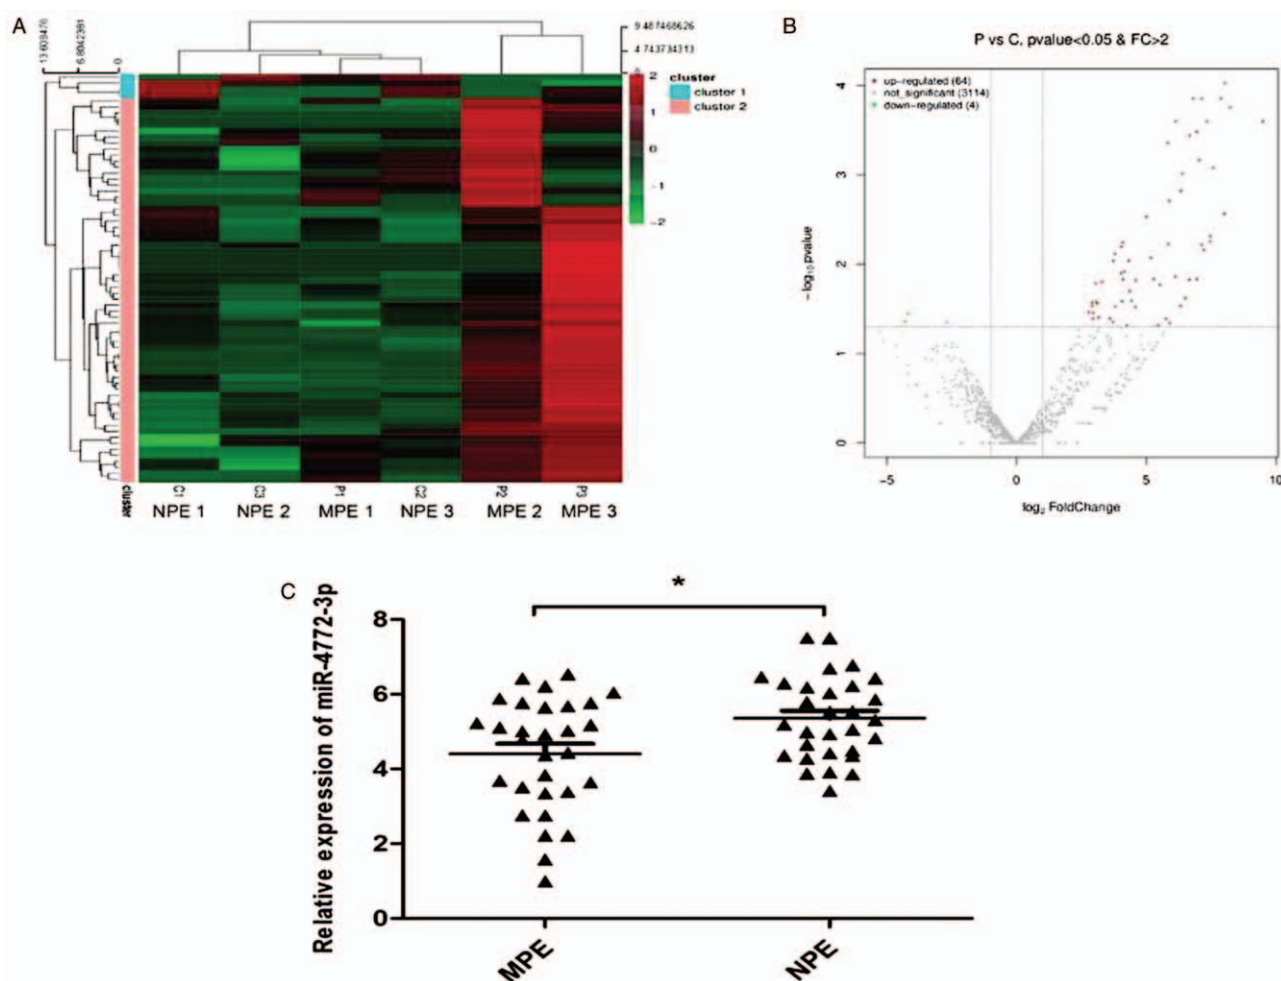 A
13.609476
6.8042381
0
9.487468626
4.743734313
0
2
1
0
-1
-2
cluster
cluster 1
cluster 2
cluster
C1
C3
P1
C2
P2
P3
NPE 1
NPE 2
MPE 1
NPE 3
MPE 2
MPE 3
B
P vs C, pvalue<0.05 & FC>2
up-regulated (64)
not_significant (3114)
down-regulated (4)
-log10 pvalue
4
3
2
1
0
-5
0
5
10
log2 FoldChange
C
*
Relative expression of miR-4772-3p
8
6
4
2
0
MPE
NPE